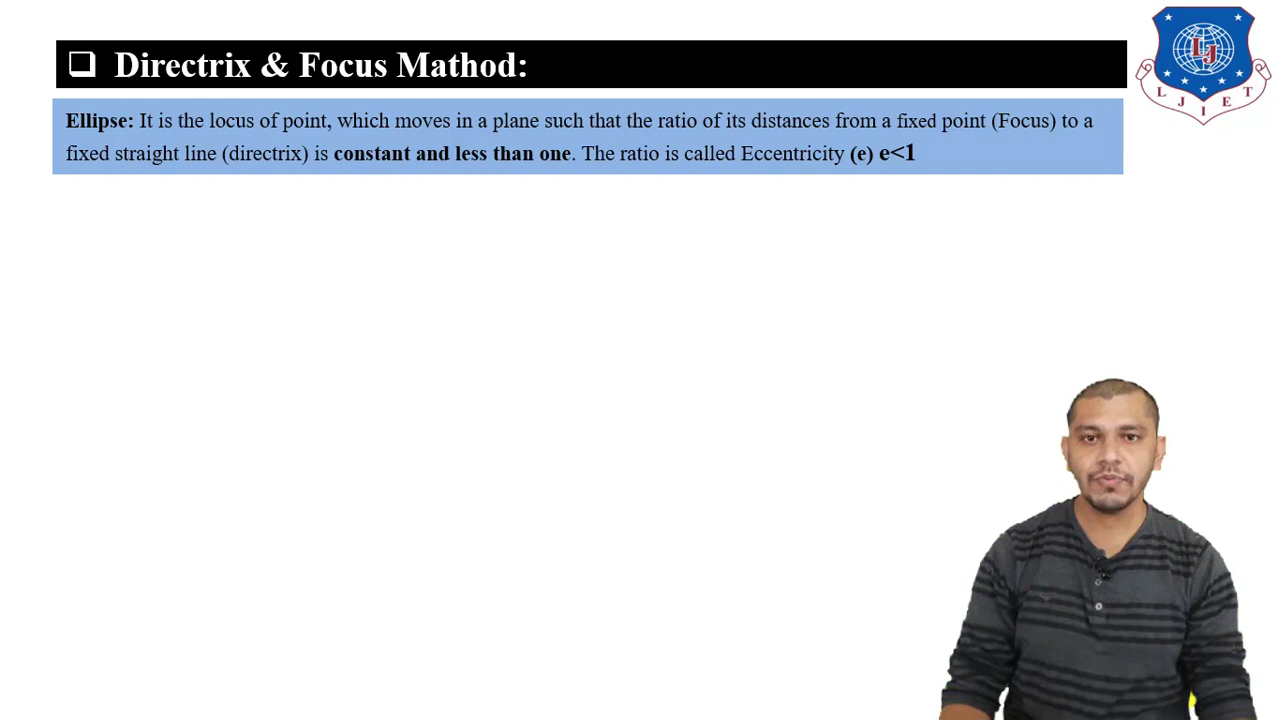 ❑ Directrix & Focus Mathod:
Ellipse: It is the locus of point, which moves in a plane such that the ratio of its distances from a fixed point (Focus) to a
fixed straight line (directrix) is constant and less than one. The ratio is called Eccentricity (e) e<1
LJ
L J I E T